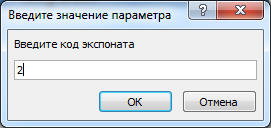 Введите значение параметра
Введите код экспоната
2
ОК
Отмена